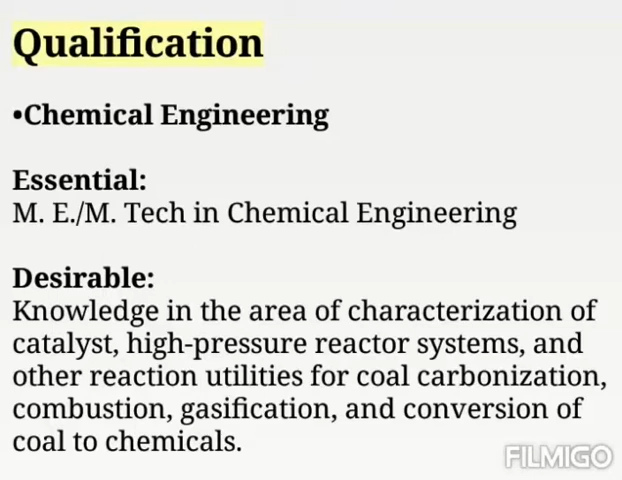 Qualification
•Chemical Engineering
Essential:
M. E./M. Tech in Chemical Engineering
Desirable:
Knowledge in the area of characterization of
catalyst, high-pressure reactor systems, and
other reaction utilities for coal carbonization,
combustion, gasification, and conversion of
coal to chemicals.
FILMIGO